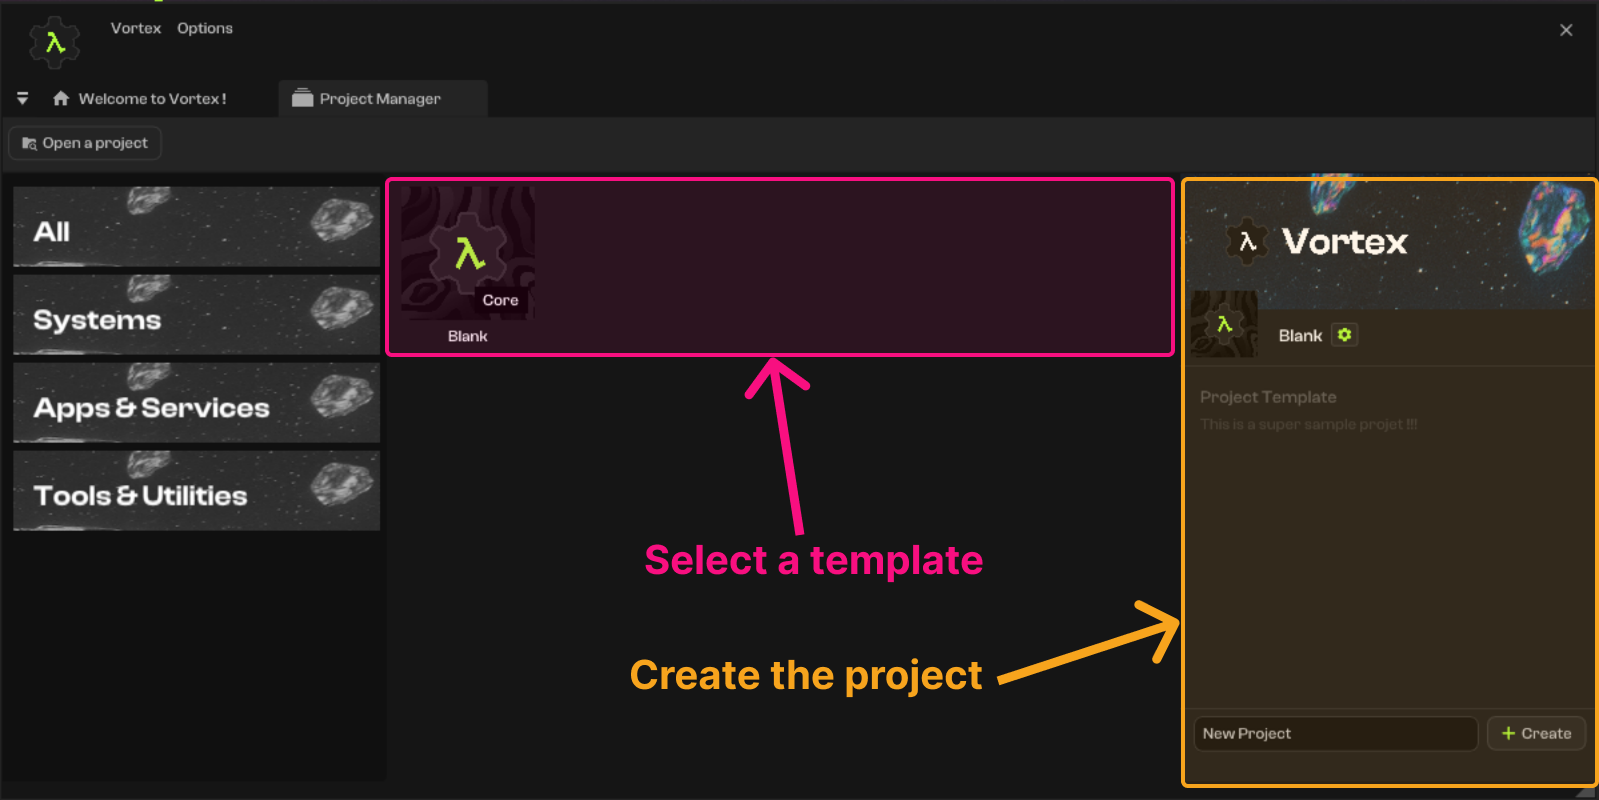 Vortex Options
Welcome to Vortex !
Project Manager
Open a project
All
Systems
Apps & Services
Tools & Utilities
λ
Core
Blank
λ Vortex
Blank
Project Template
This is a super sample projet !!!
Select a template
Create the project
New Project
+ Create